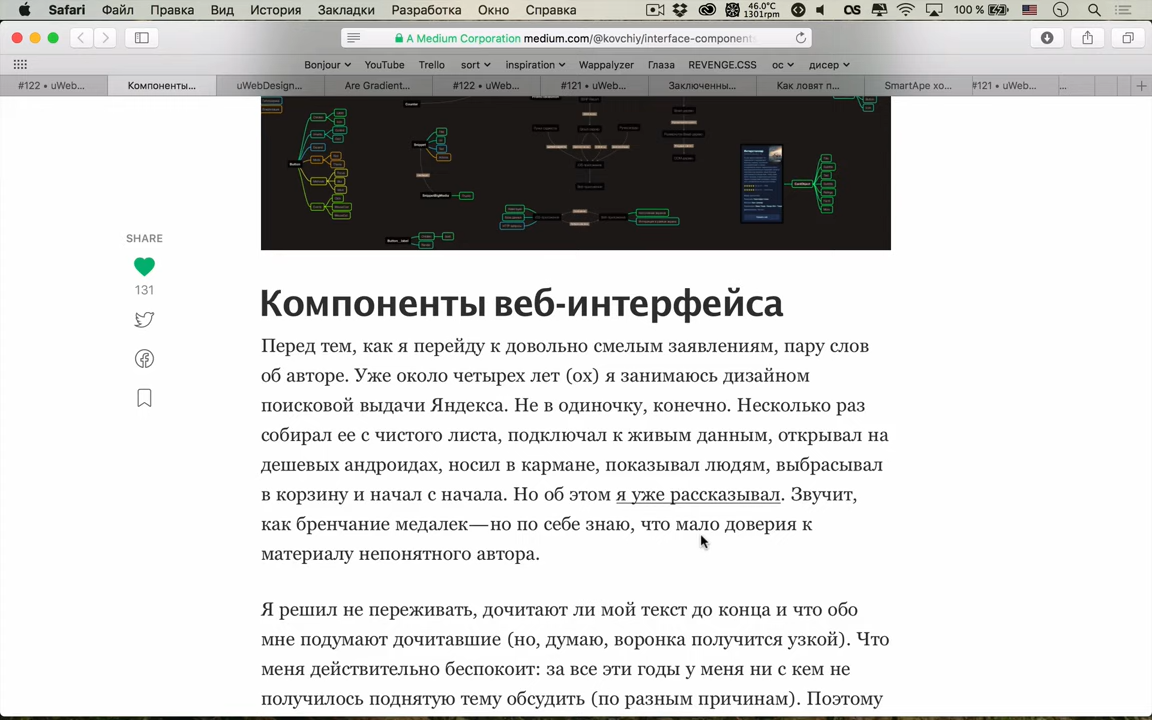 Safari Файл Правка Вид История Закладки Разработка Окно Справка 46.0°C 1301rpm 100 %
A Medium Corporation medium.com/@kovchiy/interface-component
Bonjour YouTube Trello sort inspiration Wappalyzer Глаза REVENGE.CSS ос дисер
#122 • uWeb... Компоненты... uWebDesign... Are Gradient... #122 • uWeb... #121 • uWeb... Заключенны... Как ловят п... SmartApe хо... #121 • uWeb... ...
SHARE
131
Компоненты веб-интерфейса
Перед тем, как я перейду к довольно смелым заявлениям, пару слов
об авторе. Уже около четырех лет (ох) я занимаюсь дизайном
поисковой выдачи Яндекса. Не в одиночку, конечно. Несколько раз
собирал ее с чистого листа, подключал к живым данным, открывал на
дешевых андроидах, носил в кармане, показывал людям, выбрасывал
в корзину и начал с начала. Но об этом я уже рассказывал. Звучит,
как бренчание медалек—но по себе знаю, что мало доверия к
материалу непонятного автора.
Я решил не переживать, дочитают ли мой текст до конца и что обо
мне подумают дочитавшие (но, думаю, воронка получится узкой). Что
меня действительно беспокоит: за все эти годы у меня ни с кем не
получилось поднятую тему обсудить (по разным причинам). Поэтому